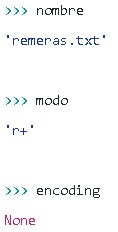 >>> nombre
'remeras.txt'
>>> modo
'r+'
>>> encoding
None